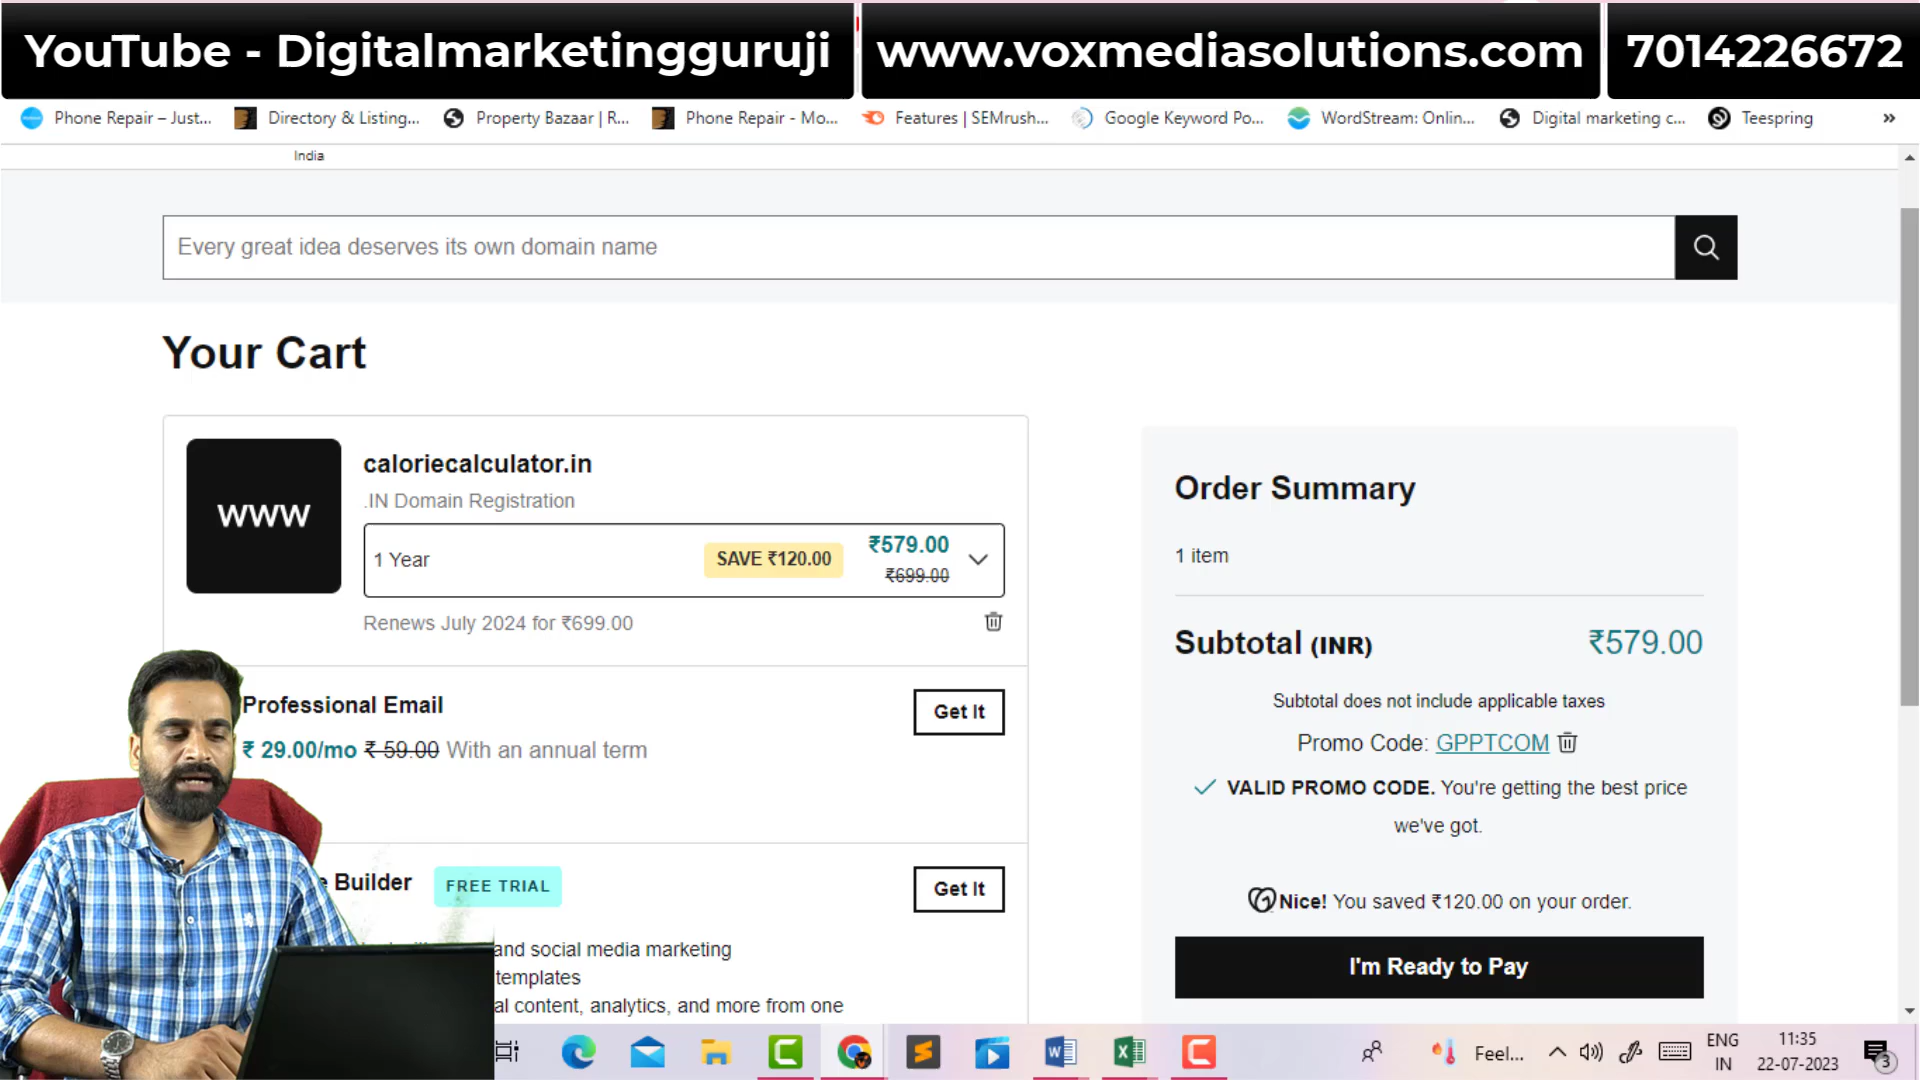 YouTube - Digitalmarketingguruji
www.voxmediasolutions.com
7014226672
Phone Repair – Just...
Directory & Listing...
Property Bazaar | R...
Phone Repair - Mo...
Features | SEMrush...
Google Keyword Po...
WordStream: Onlin...
Digital marketing c...
Teespring
»
India
Every great idea deserves its own domain name
Your Cart
www
caloriecalculator.in
.IN Domain Registration
1 Year
SAVE ₹120.00
₹579.00
₹699.00
Renews July 2024 for ₹699.00
Professional Email
Get It
₹ 29.00/mo ₹ 59.00 With an annual term
e Builder
FREE TRIAL
Get It
and social media marketing
templates
al content, analytics, and more from one
Order Summary
1 item
Subtotal (INR)
₹579.00
Subtotal does not include applicable taxes
Promo Code: GPPTCOM
VALID PROMO CODE. You're getting the best price
we've got.
Nice! You saved ₹120.00 on your order.
I'm Ready to Pay
Feel...
ENG
IN
11:35
22-07-2023
3